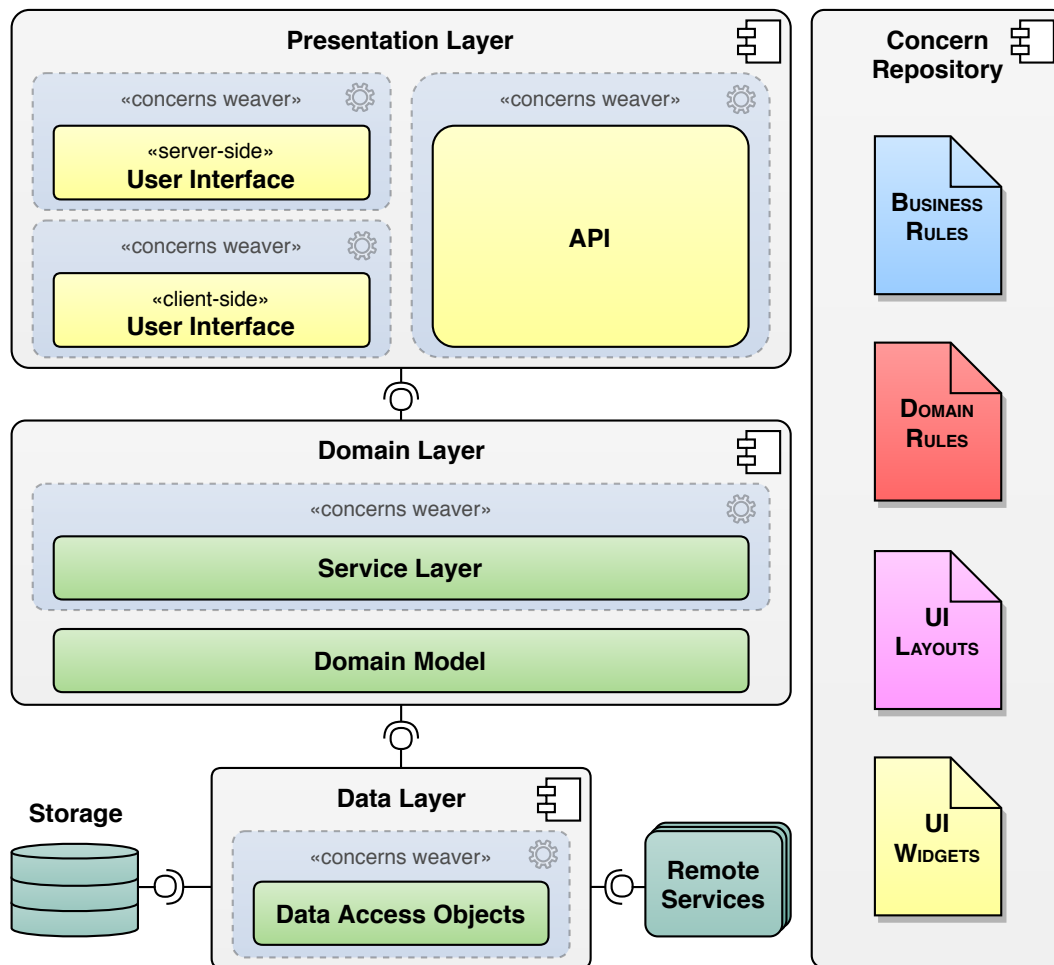 Presentation Layer
«concerns weaver»
«server-side»
User Interface
«concerns weaver»
«client-side»
User Interface
«concerns weaver»
API
Domain Layer
«concerns weaver»
Service Layer
Domain Model
Data Layer
«concerns weaver»
Data Access Objects
Storage
Remote
Services
Concern
Repository
BUSINESS
RULES
DOMAIN
RULES
UI
LAYOUTS
UI
WIDGETS